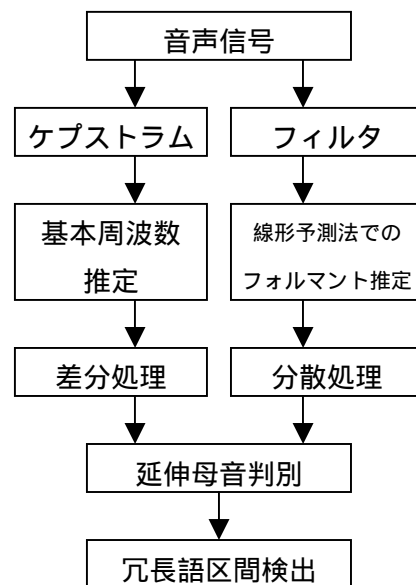 音声信号
ケプストラム
フィルタ
基本周波数
推定
線形予測法での
フォルマント推定
差分処理
分散処理
延伸母音判別
冗長語区間検出